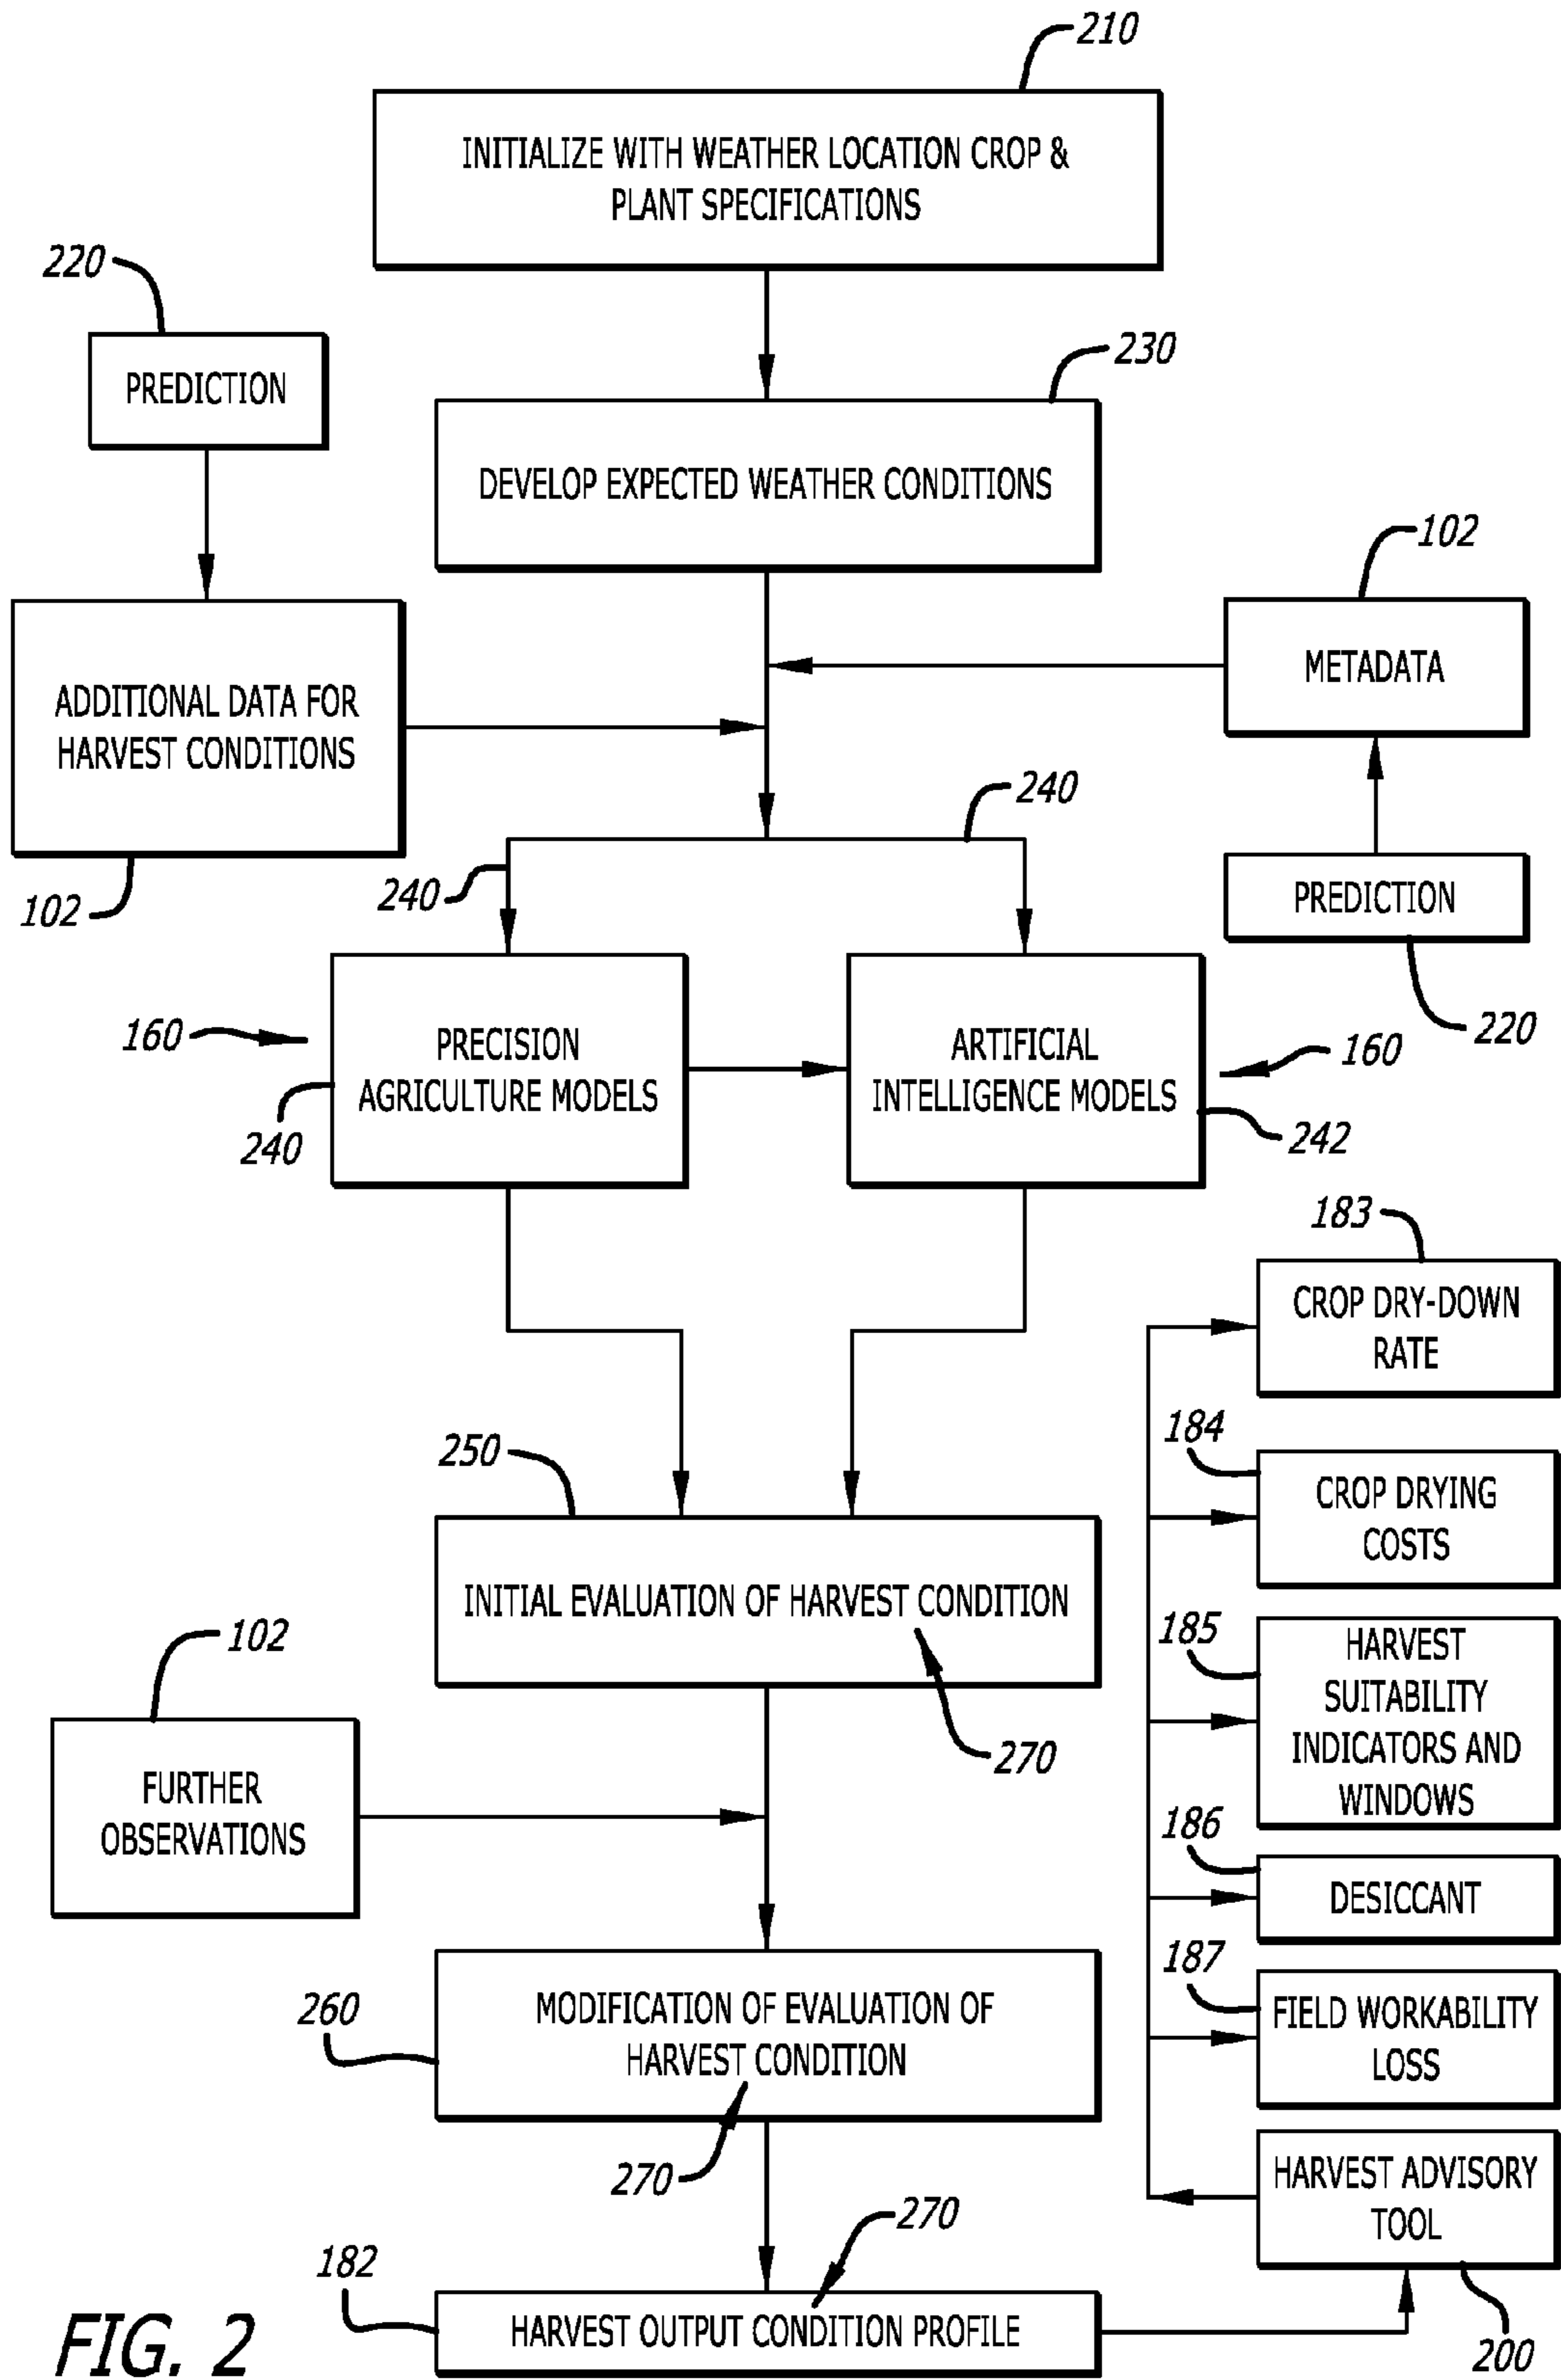 210
INITIALIZE WITH WEATHER LOCATION CROP &
PLANT SPECIFICATIONS
220
PREDICTION
230
DEVELOP EXPECTED WEATHER CONDITIONS
102
METADATA
ADDITIONAL DATA FOR
HARVEST CONDITIONS
102
240
240
PREDICTION
220
160
PRECISION
AGRICULTURE MODELS
240
ARTIFICIAL
INTELLIGENCE MODELS
160
242
183
CROP DRY-DOWN
RATE
184
CROP DRYING
COSTS
250
INITIAL EVALUATION OF HARVEST CONDITION
270
185
HARVEST
SUITABILITY
INDICATORS AND
WINDOWS
102
FURTHER
OBSERVATIONS
186
DESICCANT
187
FIELD WORKABILITY
LOSS
260
MODIFICATION OF EVALUATION OF
HARVEST CONDITION
270
HARVEST ADVISORY
TOOL
200
270
182
HARVEST OUTPUT CONDITION PROFILE
FIG. 2